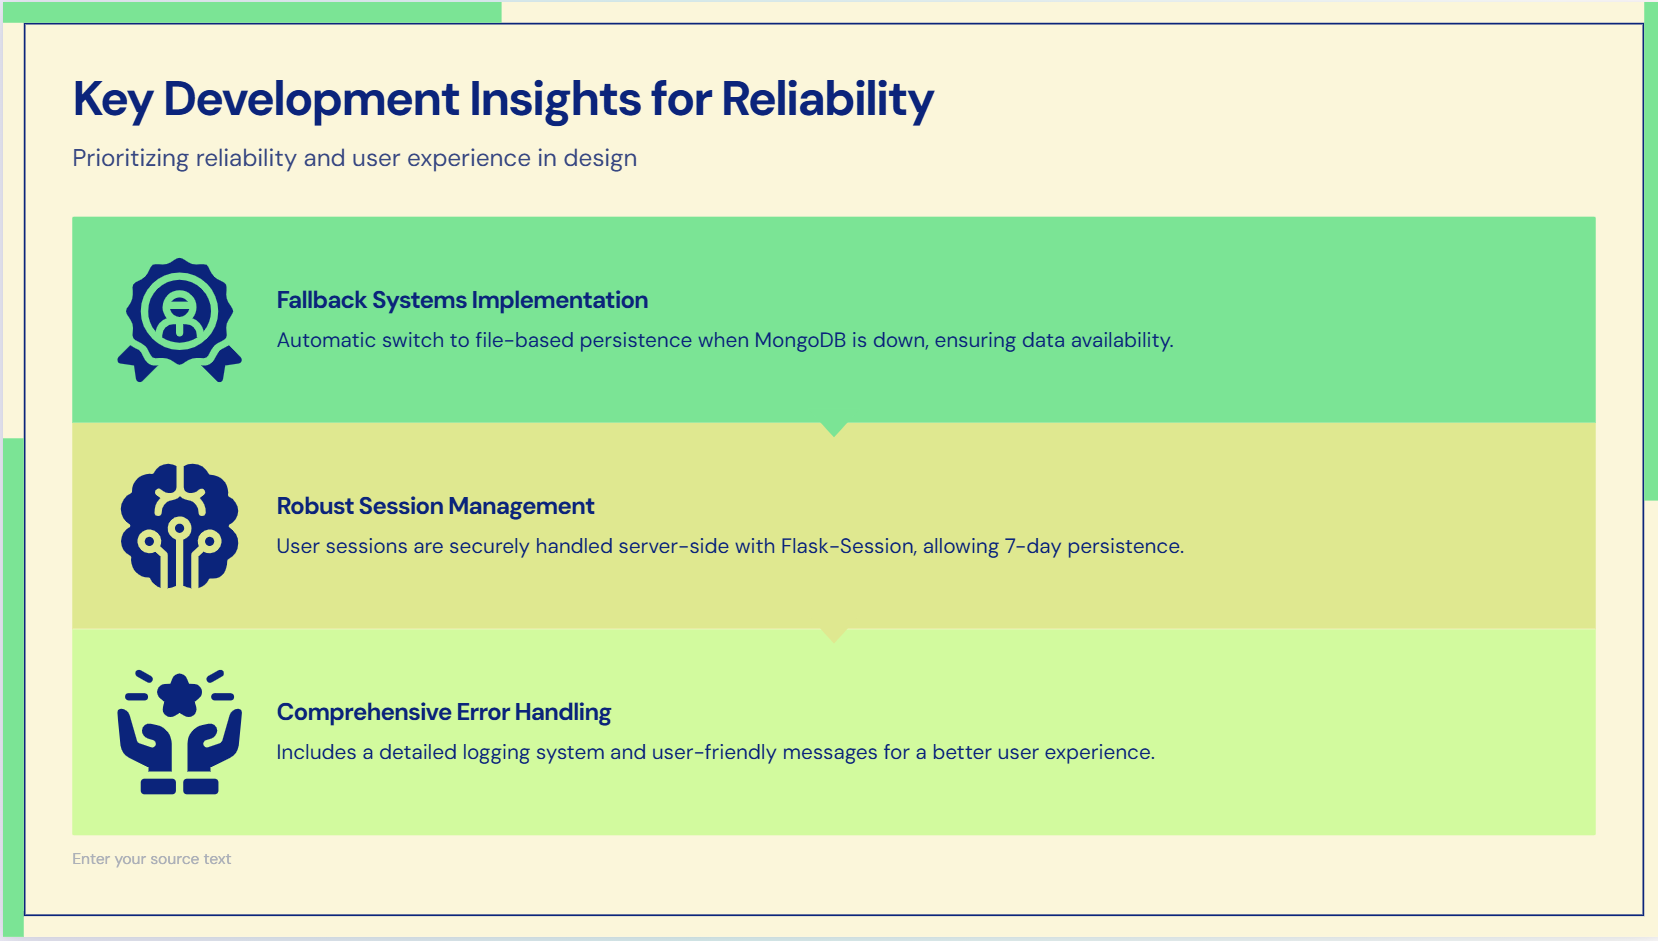 Key Development Insights for Reliability
Prioritizing reliability and user experience in design
Fallback Systems Implementation
Automatic switch to file-based persistence when MongoDB is down, ensuring data availability.
Robust Session Management
User sessions are securely handled server-side with Flask-Session, allowing 7-day persistence.
Comprehensive Error Handling
Includes a detailed logging system and user-friendly messages for a better user experience.
Enter your source text